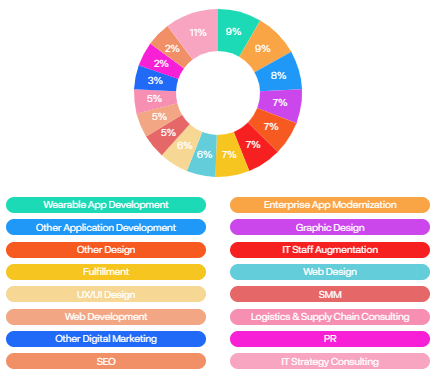 11%
9%
9%
8%
7%
7%
7%
7%
6%
6%
5%
5%
5%
3%
2%
2%
Wearable App Development
Enterprise App Modernization
Other Application Development
Graphic Design
Other Design
IT Staff Augmentation
Fulfillment
Web Design
UX/UI Design
SMM
Web Development
Logistics & Supply Chain Consulting
Other Digital Marketing
PR
SEO
IT Strategy Consulting